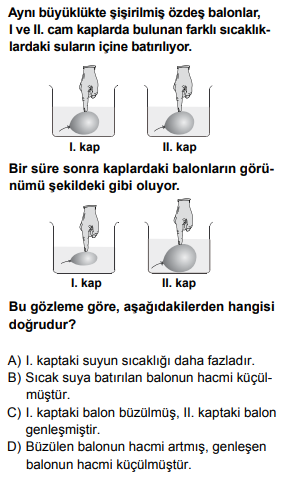 Aynı büyüklükte şişirilmiş özdeş balonlar,
I ve II. cam kaplarda bulunan farklı sıcaklık-
lardaki suların içine batırılıyor.
I. kap
II. kap
Bir süre sonra kaplardaki balonların görü-
nümü şekildeki gibi oluyor.
I. kap
II. kap
Bu gözleme göre, aşağıdakilerden hangisi
doğrudur?
A) I. kaptaki suyun sıcaklığı daha fazladır.
B) Sıcak suya batırılan balonun hacmi küçül-
müştür.
C) I. kaptaki balon büzülmüş, II. kaptaki balon
genleşmiştir.
D) Büzülen balonun hacmi artmış, genleşen
balonun hacmi küçülmüştür.